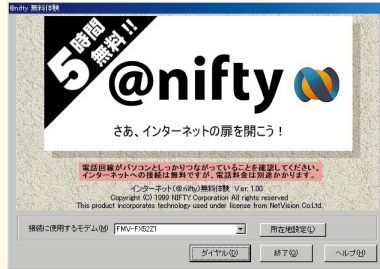 @nifty 無料体験
5時間
無料!!
@nifty
さあ、インターネットの扉を開こう！
電話回線がパソコンとしっかりつながっていることを確認してください。
インターネットへの接続は無料ですが、電話料金は別途かかります。
インターネット(@nifty)無料体験 Ver. 1.00
Copyright (C) 1999 NIFTY Corporation All rights reserved
This product incorporates technology used under license from NetVision Co.Ltd.
接続に使用するモデム(M) FMV-FX52Z1 所在地設定(L)
ダイヤル(D) 終了(Q) ヘルプ(H)